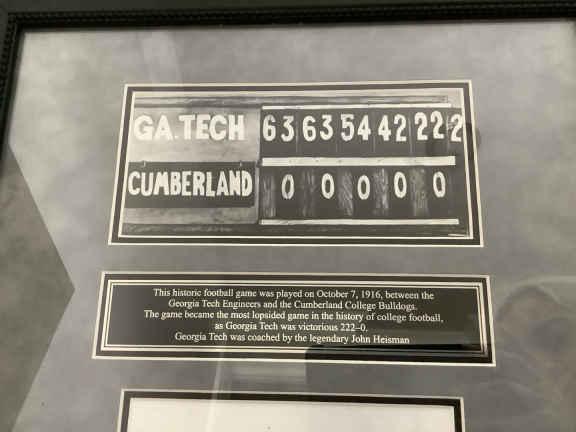 GA.TECH 63 63 54 42 222
CUMBERLAND 0 0 0 0 0
This historic football game was played on October 7, 1916, between the
Georgia Tech Engineers and the Cumberland College Bulldogs.
The game became the most lopsided game in the history of college football,
as Georgia Tech was victorious 222–0.
Georgia Tech was coached by the legendary John Heisman